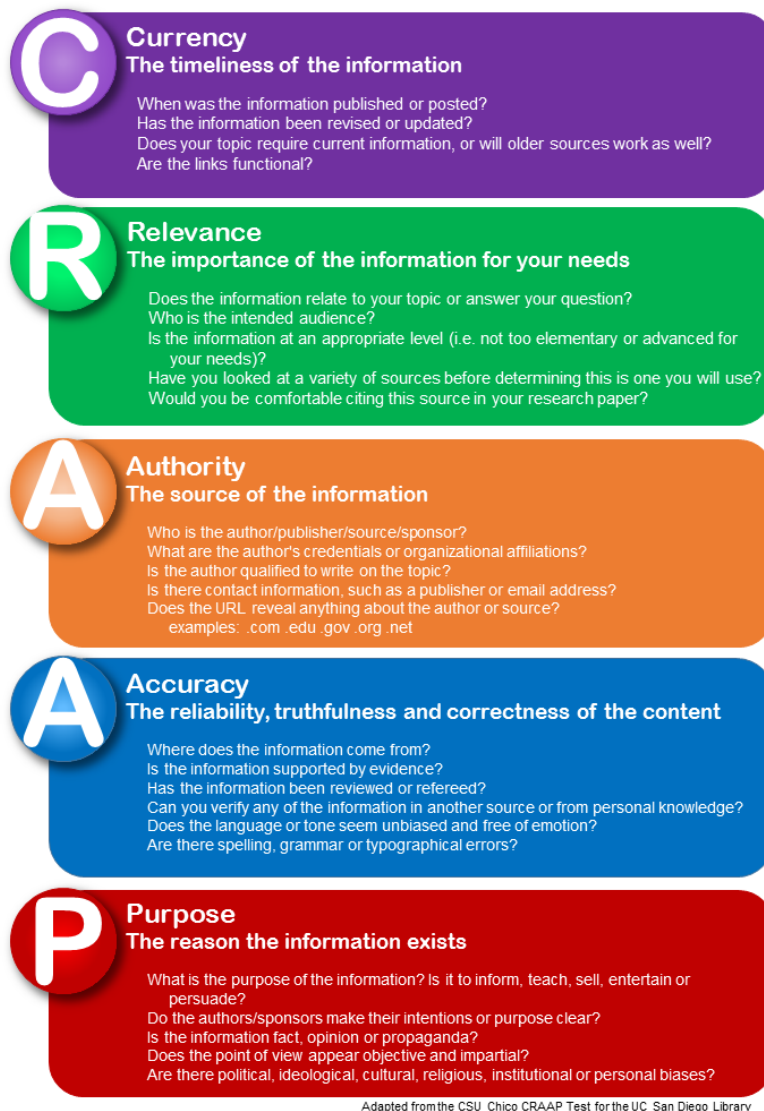 C
Currency
The timeliness of the information
When was the information published or posted?
Has the information been revised or updated?
Does your topic require current information, or will older sources work as well?
Are the links functional?
R
Relevance
The importance of the information for your needs
Does the information relate to your topic or answer your question?
Who is the intended audience?
Is the information at an appropriate level (i.e. not too elementary or advanced for
your needs)?
Have you looked at a variety of sources before determining this is one you will use?
Would you be comfortable citing this source in your research paper?
A
Authority
The source of the information
Who is the author/publisher/source/sponsor?
What are the author's credentials or organizational affiliations?
Is the author qualified to write on the topic?
Is there contact information, such as a publisher or email address?
Does the URL reveal anything about the author or source?
examples: .com .edu .gov .org .net
A
Accuracy
The reliability, truthfulness and correctness of the content
Where does the information come from?
Is the information supported by evidence?
Has the information been reviewed or refereed?
Can you verify any of the information in another source or from personal knowledge?
Does the language or tone seem unbiased and free of emotion?
Are there spelling, grammar or typographical errors?
P
Purpose
The reason the information exists
What is the purpose of the information? Is it to inform, teach, sell, entertain or
persuade?
Do the authors/sponsors make their intentions or purpose clear?
Is the information fact, opinion or propaganda?
Does the point of view appear objective and impartial?
Are there political, ideological, cultural, religious, institutional or personal biases?
Adapted from the CSU Chico CRAAP Test for the UC San Diego Library